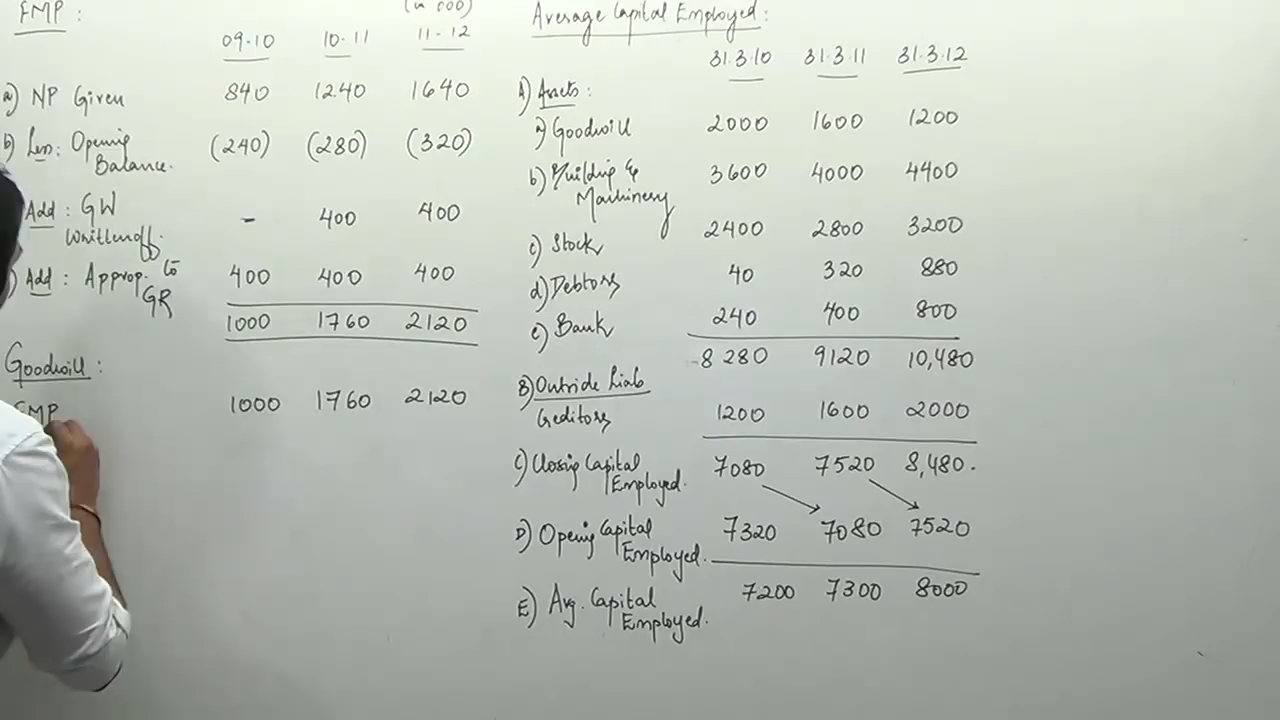 FMP :
(in 000)
09-10 10-11 11-12
a) NP Given 840 1240 1640
b) Less: Opening Balance. (240) (280) (320)
Add : GW Writtenoff. - 400 400
) Add : Approp. to GR 400 400 400
1000 1760 2120
Goodwill :
FMP 1000 1760 2120
Average Capital Employed :
31.3.10 31.3.11 31.3.12
A) Assets :
a) Goodwill 2000 1600 1200
b) Building & Machinery 3600 4000 4400
c) Stock 2400 2800 3200
d) Debtors 40 320 880
e) Bank 240 400 800
8280 9120 10,480
B) Outside Liab
Creditors 1200 1600 2000
C) Closing Capital Employed. 7080 7520 8,480.
D) Opening Capital Employed. 7320 7080 7520
E) Avg. Capital Employed. 7200 7300 8000